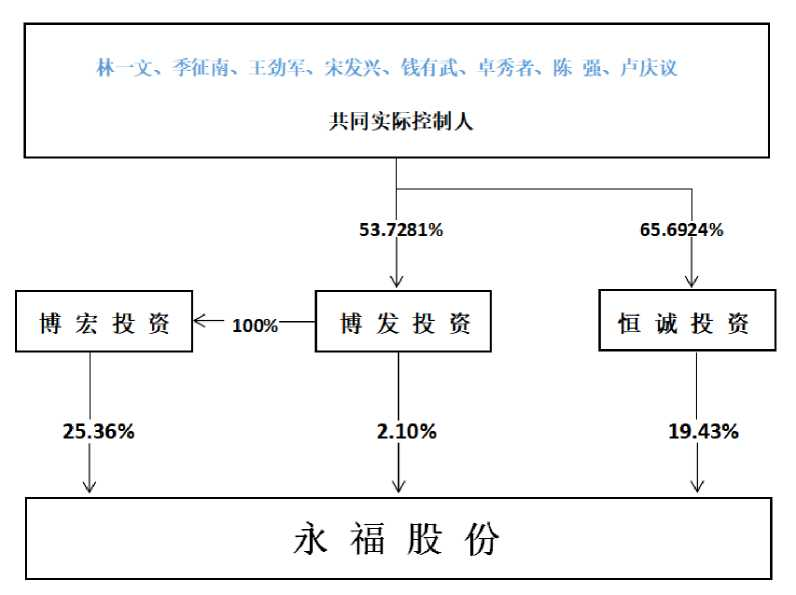 林一文、季征南、王劲军、宋发兴、钱有武、卓秀者、陈 强、卢庆议
共同实际控制人
53.7281%
65.6924%
博 宏 投 资
100%
博 发 投 资
恒 诚 投 资
25.36%
2.10%
19.43%
永 福 股 份